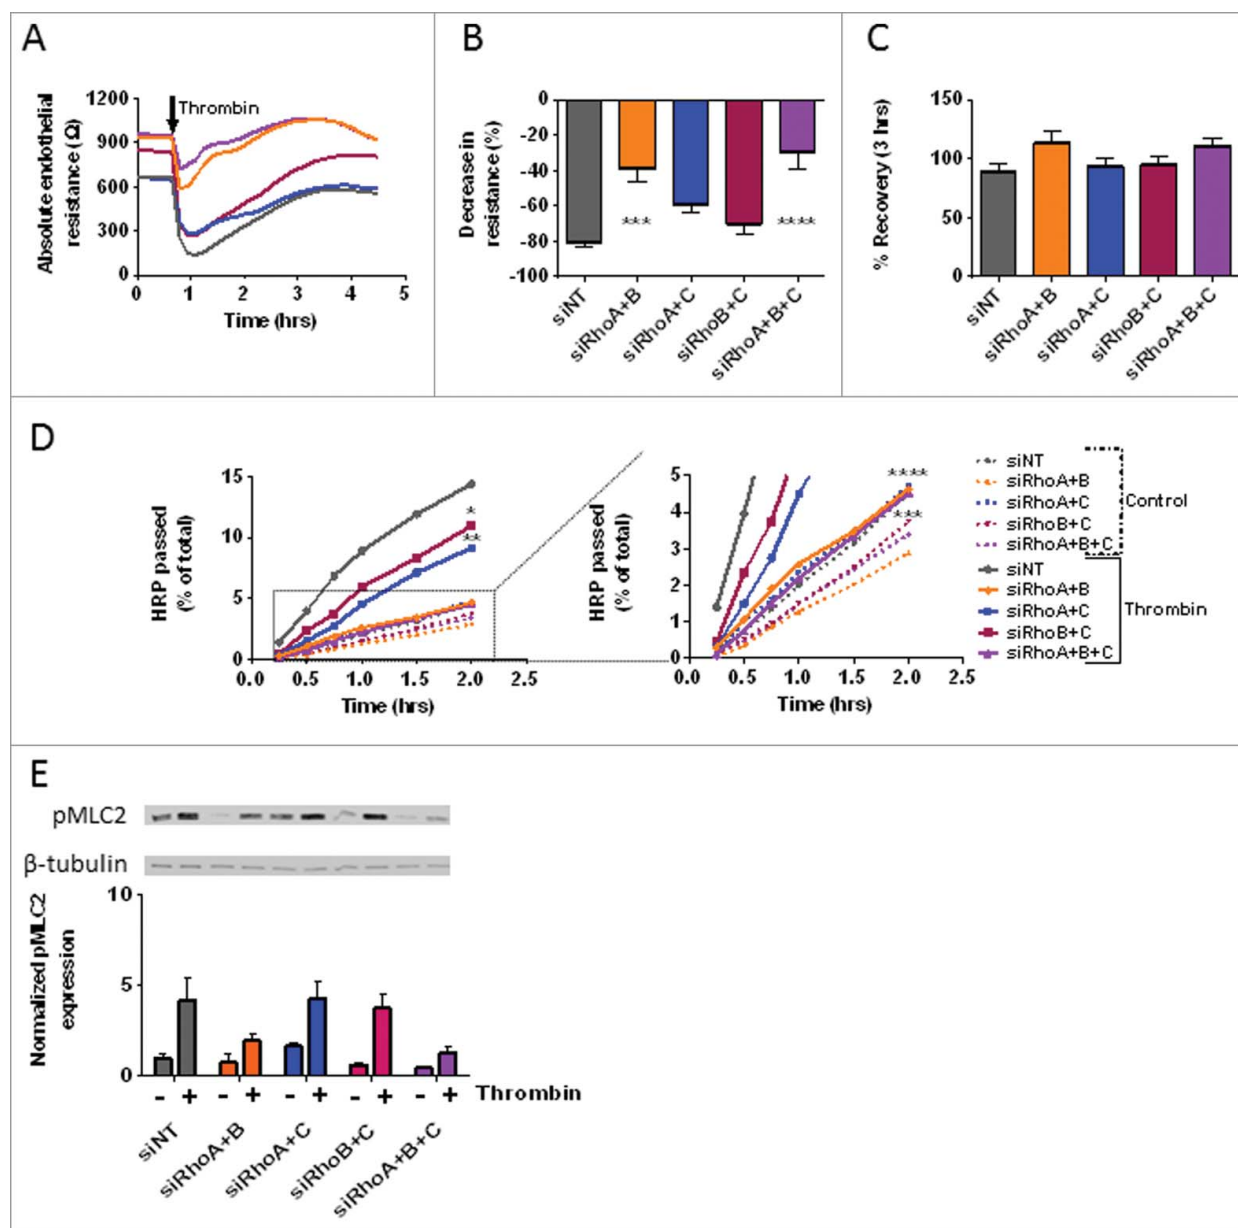 A
Absolute endothelial
resistance (Ω)
1200
900
600
300
0
Thrombin
0 1 2 3 4 5
Time (hrs)
B
Decrease in
resistance (%)
0
-20
-40
-60
-80
-100
*** ****
siNT siRhoA+B siRhoA+C siRhoB+C siRhoA+B+C
C
% Recovery (3 hrs)
150
100
50
0
siNT siRhoA+B siRhoA+C siRhoB+C siRhoA+B+C
D
HRP passed
(% of total)
15
10
5
0
*
**
0.0 0.5 1.0 1.5 2.0 2.5
Time (hrs)
HRP passed
(% of total)
5
4
3
2
1
0
****
***
0.0 0.5 1.0 1.5 2.0 2.5
Time (hrs)
siNT
siRhoA+B
siRhoA+C
siRhoB+C
siRhoA+B+C
Control
siNT
siRhoA+B
siRhoA+C
siRhoB+C
siRhoA+B+C
Thrombin
E
pMLC2
β-tubulin
Normalized pMLC2
expression
10
5
0
- + - + - + - + - + Thrombin
siNT siRhoA+B siRhoA+C siRhoB+C siRhoA+B+C